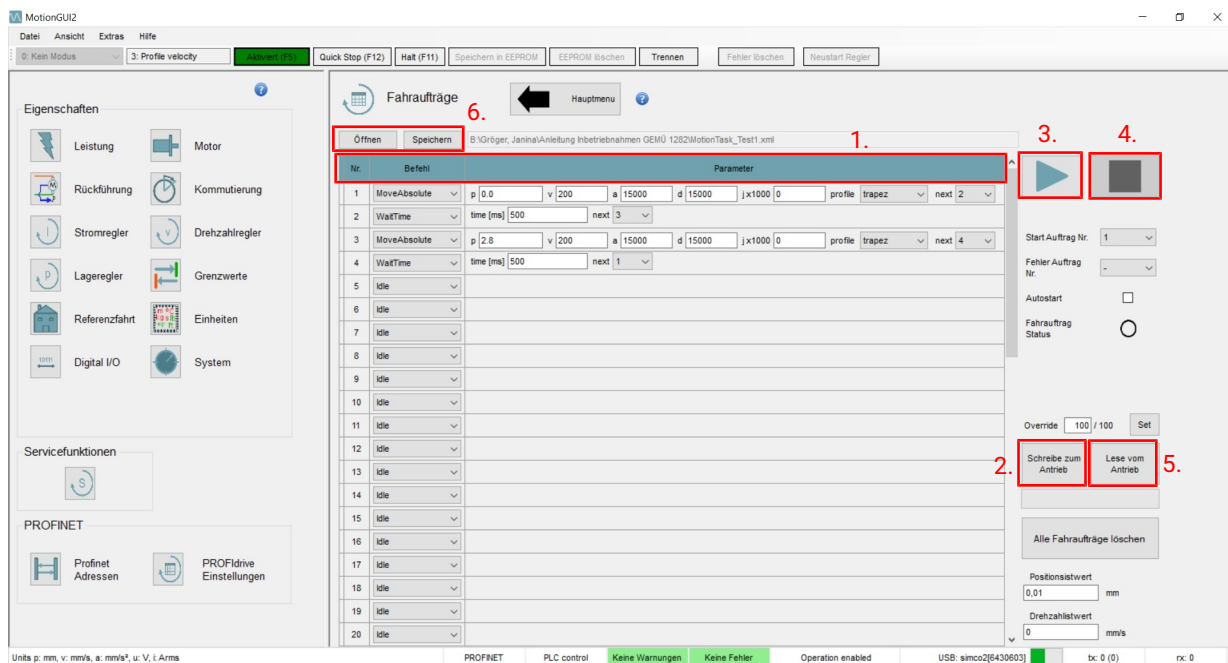 MotionGUI2
Datei Ansicht Extras Hilfe
0: Kein Modus 3: Profile velocity Aktiviert (F5) Quick Stop (F12) Halt (F11) Speichern in EEPROM EEPROM löschen Trennen Fehler löschen Neustart Regler
Eigenschaften
Leistung Motor
Rückführung Kommutierung
Stromregler Drehzahlregler
Lageregler Grenzwerte
Referenzfahrt Einheiten
Digital I/O System
Servicefunktionen
PROFINET
Profinet Adressen
PROFIdrive Einstellungen
Fahraufträge Hauptmenu
6.
Öffnen Speichern B:\Gröger, Janina\Anleitung Inbetriebnahmen GEMÜ 1282\MotionTask_Test1.xml
1.
Nr. Befehl Parameter
1 MoveAbsolute p 0.0 v 200 a 15000 d 15000 j x1000 0 profile trapez next 2
2 WaitTime time [ms] 500 next 3
3 MoveAbsolute p 2.8 v 200 a 15000 d 15000 j x1000 0 profile trapez next 4
4 WaitTime time [ms] 500 next 1
5 Idle
6 Idle
7 Idle
8 Idle
9 Idle
10 Idle
11 Idle
12 Idle
13 Idle
14 Idle
15 Idle
16 Idle
17 Idle
18 Idle
19 Idle
20 Idle
3. 4.
Start Auftrag Nr. 1
Fehler Auftrag
Nr. -
Autostart
Fahrauftrag
Status
Override 100 / 100 Set
2.
Schreibe zum
Antrieb
Lese vom
Antrieb
5.
Alle Fahraufträge löschen
Positionsistwert
0,01 mm
Drehzahlistwert
0 mm/s
Units p: mm, v: mm/s, a: mm/s², u: V, i: Arms PROFINET PLC control Keine Warnungen Keine Fehler Operation enabled USB: simco2[6430603] tx: 0 (0) rx: 0